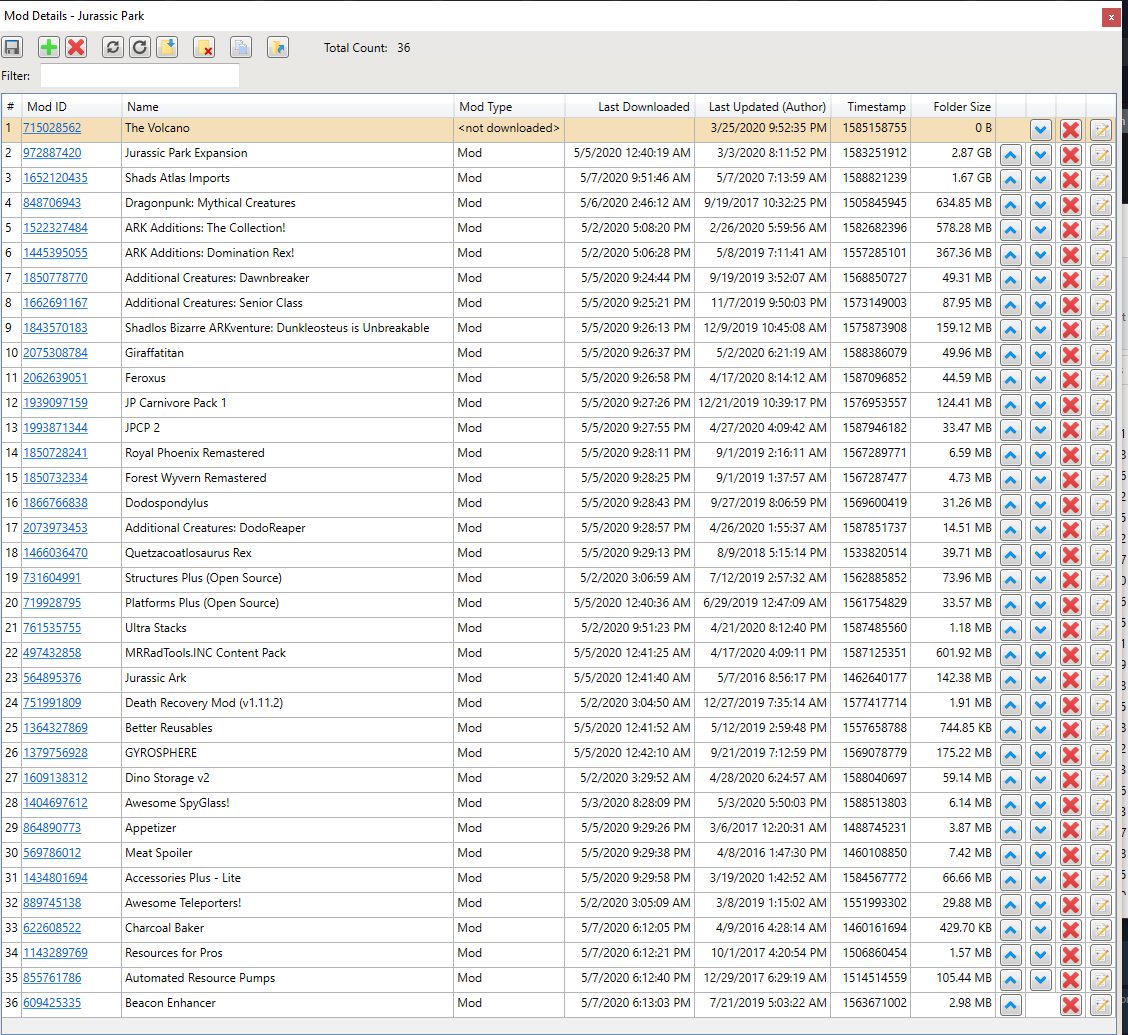 Mod Details - Jurassic Park
Total Count: 36
Filter:
# Mod ID Name Mod Type Last Downloaded Last Updated (Author) Timestamp Folder Size
1 715028562 The Volcano <not downloaded> 3/25/2020 9:52:35 PM 1585158755 0 B
2 972887420 Jurassic Park Expansion Mod 5/5/2020 12:40:19 AM 3/3/2020 8:11:52 PM 1583251912 2.87 GB
3 1652120435 Shads Atlas Imports Mod 5/7/2020 9:51:46 AM 5/7/2020 7:13:59 AM 1588821239 1.67 GB
4 848706943 Dragonpunk: Mythical Creatures Mod 5/6/2020 2:46:12 AM 9/19/2017 10:32:25 PM 1505845945 634.85 MB
5 1522327484 ARK Additions: The Collection! Mod 5/2/2020 5:08:20 PM 2/26/2020 5:59:56 AM 1582682396 578.28 MB
6 1445395055 ARK Additions: Domination Rex! Mod 5/2/2020 5:06:28 PM 5/8/2019 7:11:41 AM 1557285101 367.36 MB
7 1850778770 Additional Creatures: Dawnbreaker Mod 5/5/2020 9:24:44 PM 9/19/2019 3:52:07 AM 1568850727 49.31 MB
8 1662691167 Additional Creatures: Senior Class Mod 5/5/2020 9:25:21 PM 11/7/2019 9:50:03 PM 1573149003 87.95 MB
9 1843570183 Shadlos Bizarre ARKventure: Dunkleosteus is Unbreakable Mod 5/5/2020 9:26:13 PM 12/9/2019 10:45:08 AM 1575873908 159.12 MB
10 2075308784 Giraffatitan Mod 5/5/2020 9:26:37 PM 5/2/2020 6:21:19 AM 1588386079 49.96 MB
11 2062639051 Feroxus Mod 5/5/2020 9:26:58 PM 4/17/2020 8:14:12 AM 1587096852 44.59 MB
12 1939097159 JP Carnivore Pack 1 Mod 5/5/2020 9:27:26 PM 12/21/2019 10:39:17 PM 1576953557 124.41 MB
13 1993871344 JPCP 2 Mod 5/5/2020 9:27:55 PM 4/27/2020 4:09:42 AM 1587946182 33.47 MB
14 1850728241 Royal Phoenix Remastered Mod 5/5/2020 9:28:11 PM 9/1/2019 2:16:11 AM 1567289771 6.59 MB
15 1850732334 Forest Wyvern Remastered Mod 5/5/2020 9:28:25 PM 9/1/2019 1:37:57 AM 1567287477 4.73 MB
16 1866766838 Dodospondylus Mod 5/5/2020 9:28:43 PM 9/27/2019 8:06:59 PM 1569600419 31.26 MB
17 2073973453 Additional Creatures: DodoReaper Mod 5/5/2020 9:28:57 PM 4/26/2020 1:55:37 AM 1587851737 14.51 MB
18 1466036470 Quetzacoatlosaurus Rex Mod 5/5/2020 9:29:13 PM 8/9/2018 5:15:14 PM 1533820514 39.71 MB
19 731604991 Structures Plus (Open Source) Mod 5/2/2020 3:06:59 AM 7/12/2019 2:57:32 AM 1562885852 73.96 MB
20 719928795 Platforms Plus (Open Source) Mod 5/5/2020 12:40:36 AM 6/29/2019 12:47:09 AM 1561754829 33.57 MB
21 761535755 Ultra Stacks Mod 5/2/2020 9:51:23 PM 4/21/2020 8:12:40 PM 1587485560 1.18 MB
22 497432858 MRRadTools.INC Content Pack Mod 5/5/2020 12:41:25 AM 4/17/2020 4:09:11 PM 1587125351 601.92 MB
23 564895376 Jurassic Ark Mod 5/5/2020 12:41:40 AM 5/7/2016 8:56:17 PM 1462640177 142.38 MB
24 751991809 Death Recovery Mod (v1.11.2) Mod 5/2/2020 3:04:50 AM 12/27/2019 7:35:14 AM 1577417714 1.91 MB
25 1364327869 Better Reusables Mod 5/5/2020 12:41:52 AM 5/12/2019 2:59:48 PM 1557658788 744.85 KB
26 1379756928 GYROSPHERE Mod 5/5/2020 12:42:10 AM 9/21/2019 7:12:59 PM 1569078779 175.22 MB
27 1609138312 Dino Storage v2 Mod 5/2/2020 3:29:52 AM 4/28/2020 6:24:57 AM 1588040697 59.14 MB
28 1404697612 Awesome SpyGlass! Mod 5/3/2020 8:28:09 PM 5/3/2020 5:50:03 PM 1588513803 6.14 MB
29 864890773 Appetizer Mod 5/5/2020 9:29:26 PM 3/6/2017 12:20:31 AM 1488745231 3.87 MB
30 569786012 Meat Spoiler Mod 5/5/2020 9:29:38 PM 4/8/2016 1:47:30 PM 1460108850 7.42 MB
31 1434801694 Accessories Plus - Lite Mod 5/5/2020 9:29:58 PM 3/19/2020 1:42:52 AM 1584567772 66.66 MB
32 889745138 Awesome Teleporters! Mod 5/2/2020 3:05:09 AM 3/8/2019 1:15:02 AM 1551993302 29.88 MB
33 622608522 Charcoal Baker Mod 5/7/2020 6:12:05 PM 4/9/2016 4:28:14 AM 1460161694 429.70 KB
34 1143289769 Resources for Pros Mod 5/7/2020 6:12:21 PM 10/1/2017 4:20:54 PM 1506860454 1.57 MB
35 855761786 Automated Resource Pumps Mod 5/7/2020 6:12:40 PM 12/29/2017 6:29:19 AM 1514514559 105.44 MB
36 609425335 Beacon Enhancer Mod 5/7/2020 6:13:03 PM 7/21/2019 5:03:22 AM 1563671002 2.98 MB